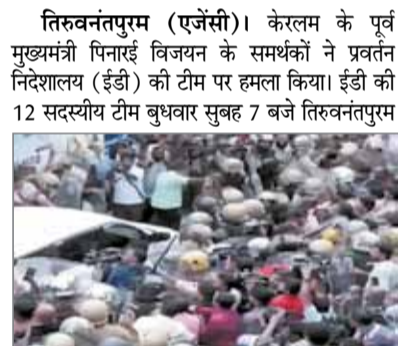 तिरुवनंतपुरम (एजेंसी)। केरलम के पूर्व
मुख्यमंत्री पिनारई विजयन के समर्थकों ने प्रवर्तन
निदेशालय (ईडी) की टीम पर हमला किया। ईडी की
12 सदस्यीय टीम बुधवार सुबह 7 बजे तिरुवनंतपुरम